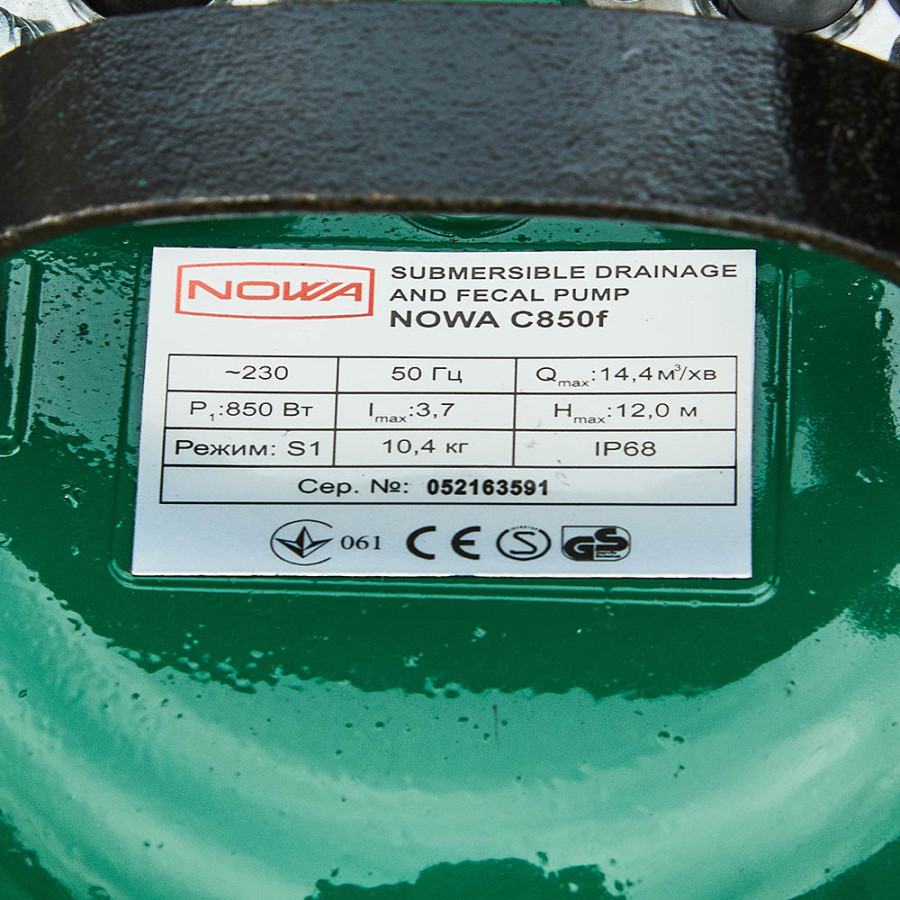 NOWA
SUBMERSIBLE DRAINAGE
AND FECAL PUMP
NOWA C850f
~230 50 Гц Qmax:14,4м³/хв
P1:850 Вт Imax:3,7 Hmax:12,0 м
Режим: S1 10,4 кг IP68
Сер. №: 052163591
061 CE S GS